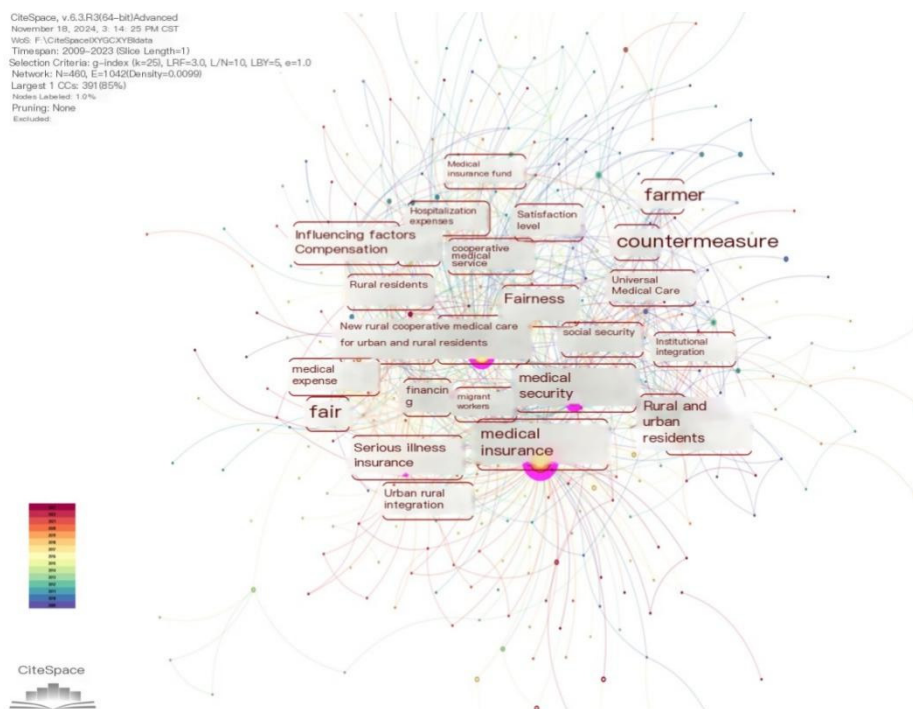 CiteSpace, v.6.3.R3(64-bit)Advanced
November 18, 2024, 3: 14: 25 PM CST
WoS: F:\CiteSpace\XYGCXYB\data
Timespan: 2009-2023 (Slice Length=1)
Selection Criteria: g-index (k=25), LRF=3.0, L/N=10, LBY=5, e=1.0
Network: N=460, E=1042(Density=0.0099)
Largest 1 CCs: 391(85%)
Nodes Labeled: 1.0%
Pruning: None
Excluded:
Medical
insurance fund
farmer
Hospitalization
expenses
Satisfaction
level
Influencing factors
Compensation
countermeasure
cooperative
medical
service
Rural residents
Universal
Medical Care
Fairness
New rural cooperative medical care
for urban and rural residents
social security
Institutional
integration
medical
expense
financin
g
migrant
workers
medical
security
fair
Rural and
urban
residents
medical
insurance
Serious illness
insurance
Urban rural
integration
CiteSpace